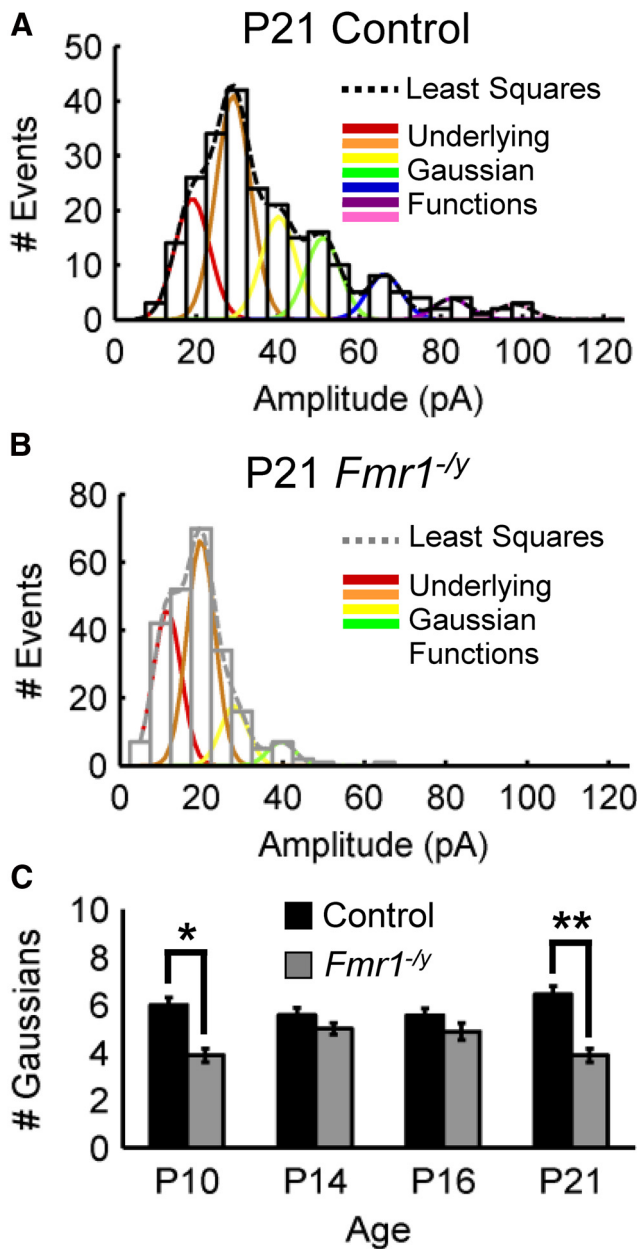 A
P21 Control
50
40
30
20
10
0
# Events
Least Squares
Underlying
Gaussian
Functions
0 20 40 60 80 100 120
Amplitude (pA)
B
P21 Fmr1-/y
80
60
40
20
0
# Events
Least Squares
Underlying
Gaussian
Functions
0 20 40 60 80 100 120
Amplitude (pA)
C
10
8
6
4
2
0
# Gaussians
Control
Fmr1-/y
*
**
P10 P14 P16 P21
Age